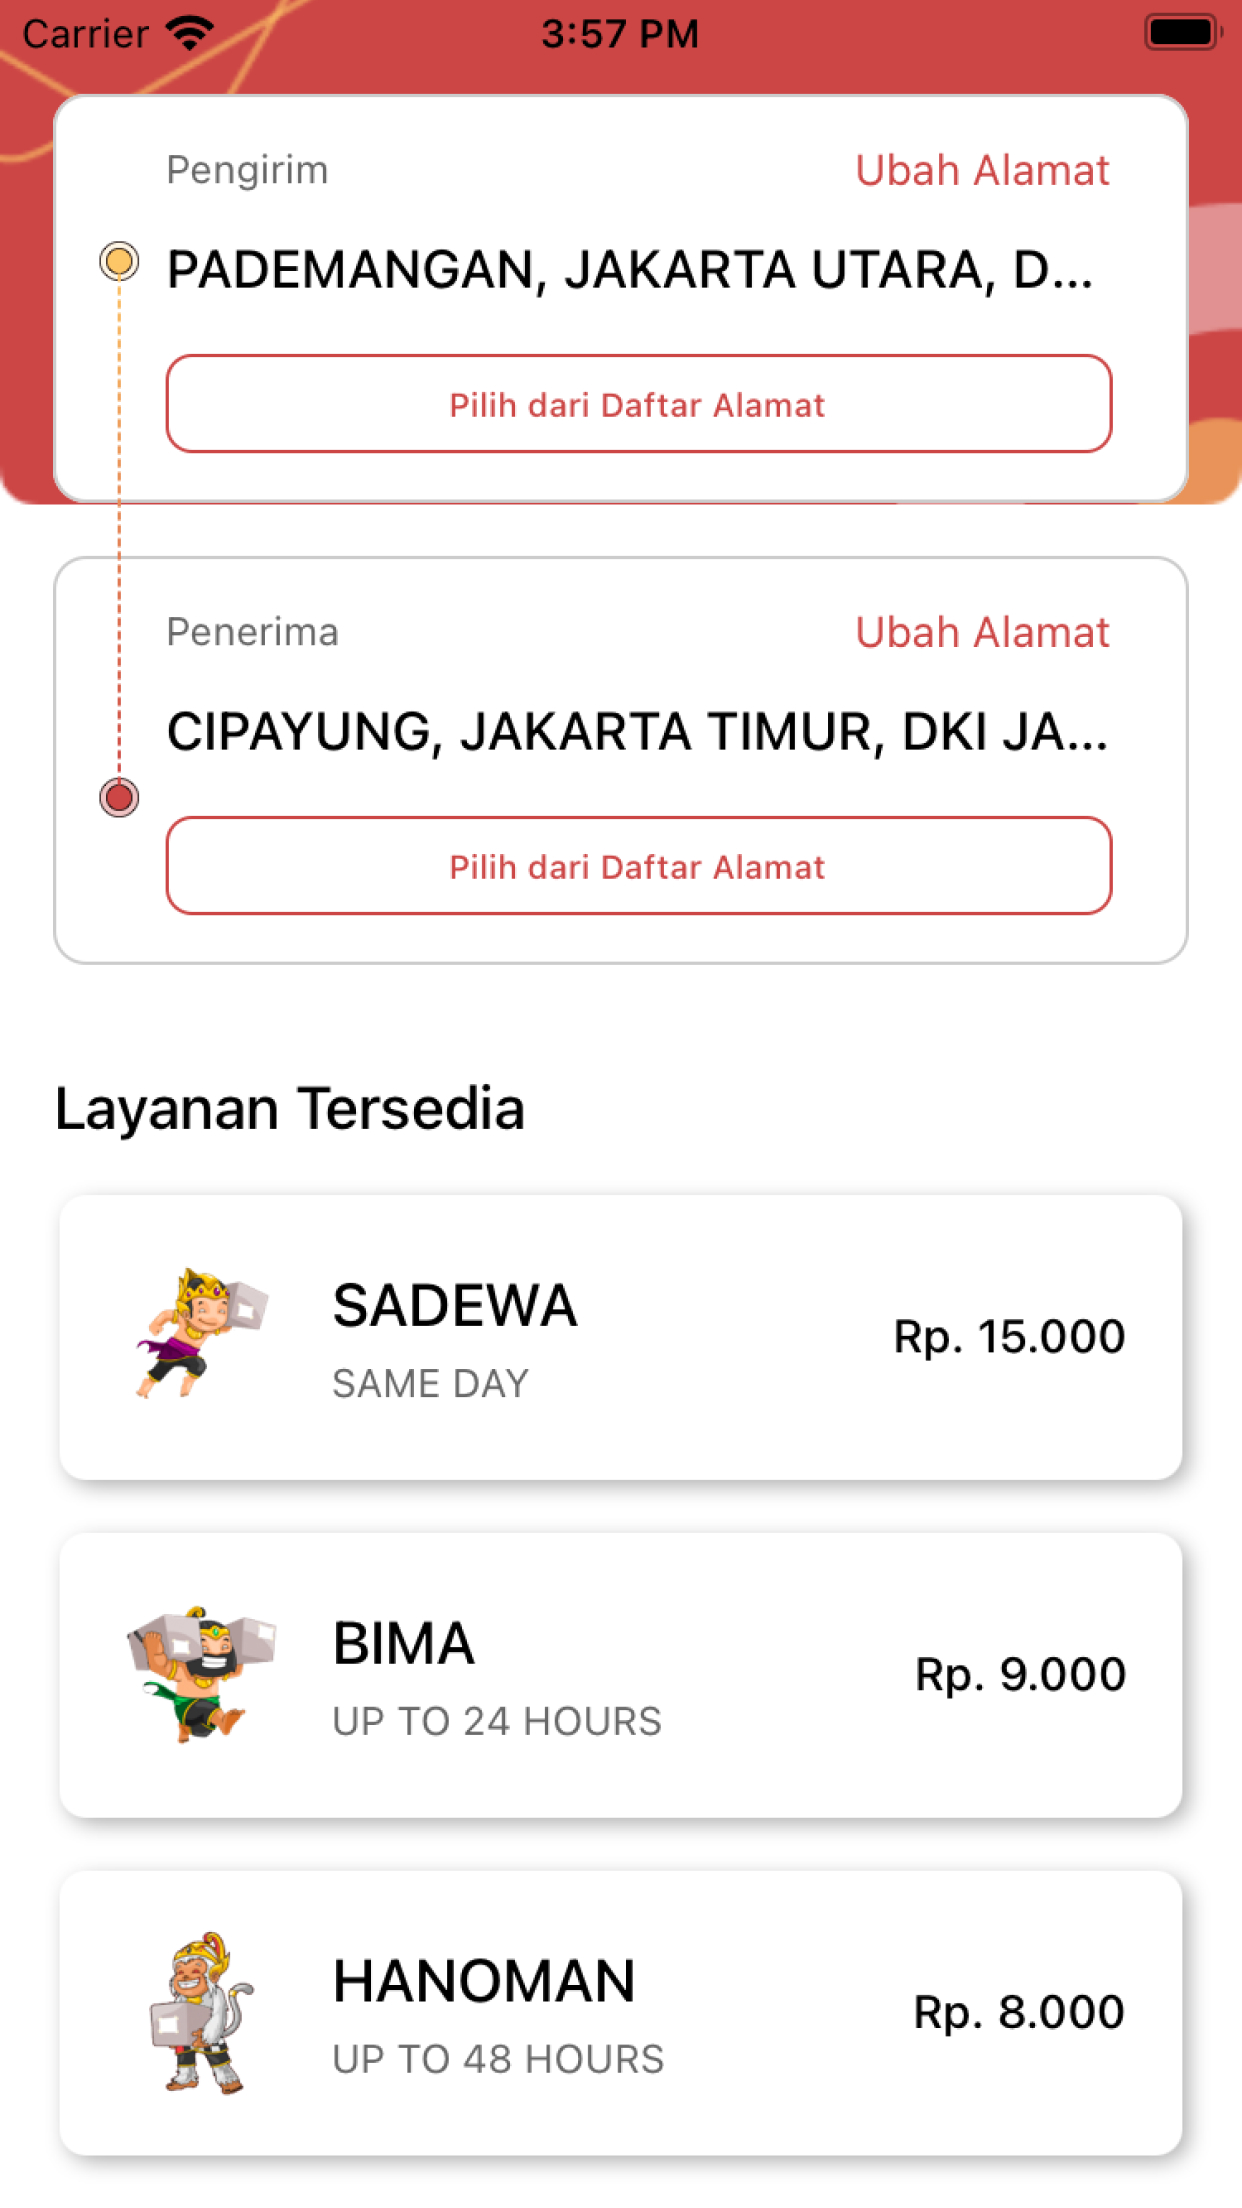 Carrier 3:57 PM
Pengirim Ubah Alamat
PADEMANGAN, JAKARTA UTARA, D...
Pilih dari Daftar Alamat
Penerima Ubah Alamat
CIPAYUNG, JAKARTA TIMUR, DKI JA...
Pilih dari Daftar Alamat
Layanan Tersedia
SADEWA
SAME DAY
Rp. 15.000
BIMA
UP TO 24 HOURS
Rp. 9.000
HANOMAN
UP TO 48 HOURS
Rp. 8.000